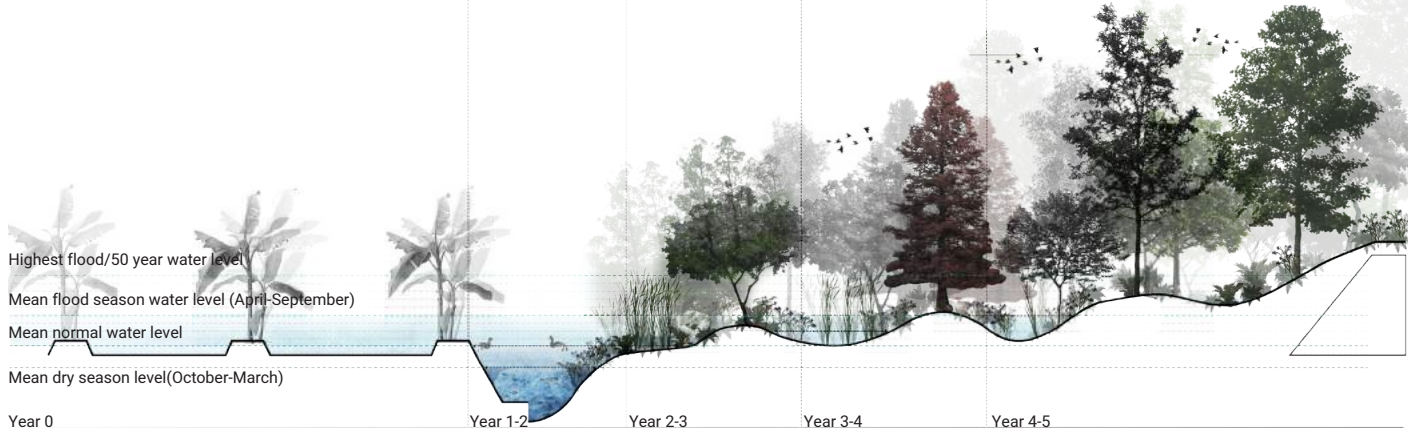 Highest flood/50 year water level
Mean flood season water level (April-September)
Mean normal water level
Mean dry season level(October-March)
Year 0
Year 1-2
Year 2-3
Year 3-4
Year 4-5